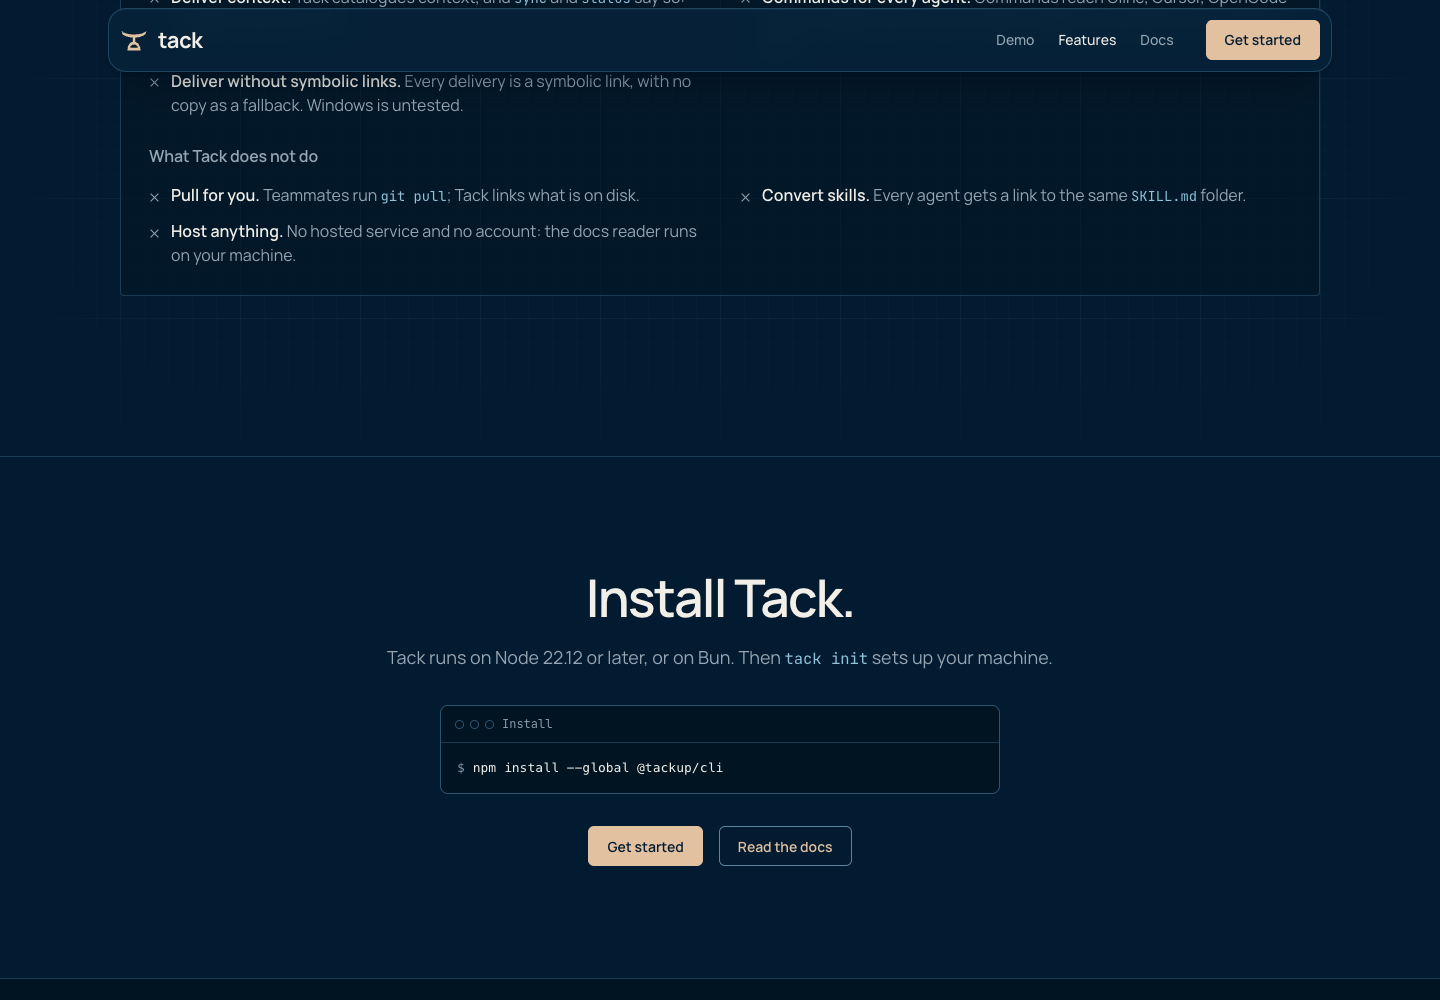 tack
Demo
Features
Docs
Get started
Deliver without symbolic links. Every delivery is a symbolic link, with no
copy as a fallback. Windows is untested.
What Tack does not do
Pull for you. Teammates run git pull; Tack links what is on disk.
Convert skills. Every agent gets a link to the same SKILL.md folder.
Host anything. No hosted service and no account: the docs reader runs
on your machine.
Install Tack.
Tack runs on Node 22.12 or later, or on Bun. Then tack init sets up your machine.
Install
$ npm install --global @tackup/cli
Get started
Read the docs